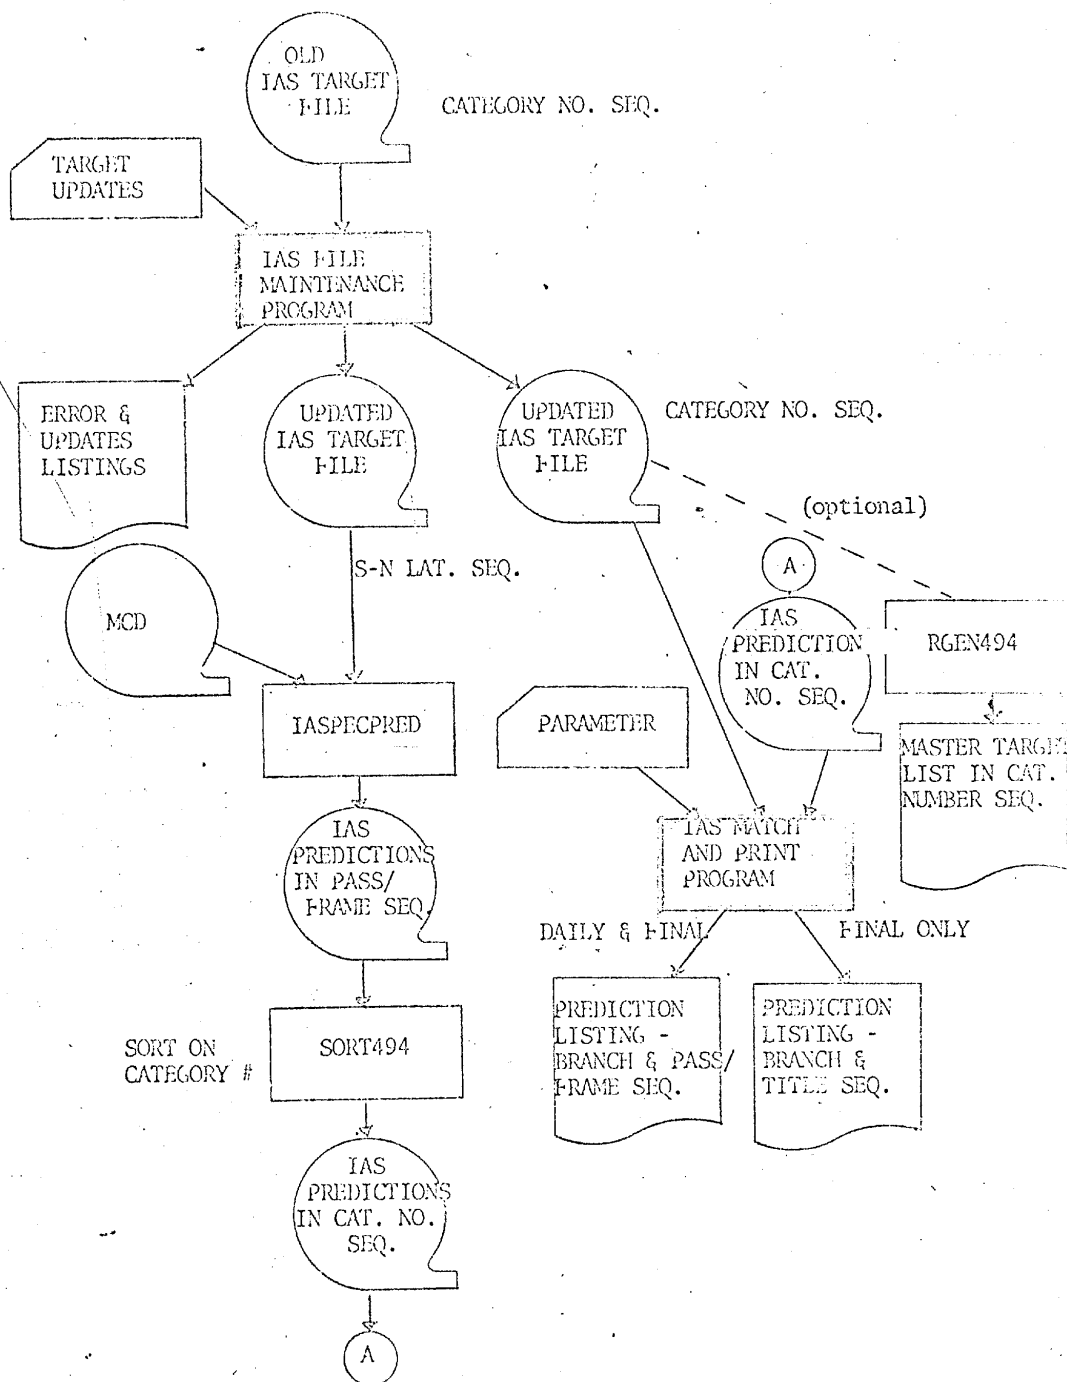 OLD
IAS TARGET
FILE
CATEGORY NO. SEQ.
TARGET
UPDATES
IAS FILE
MAINTENANCE
PROGRAM
ERROR &
UPDATES
LISTINGS
UPDATED
IAS TARGET
FILE
UPDATED
IAS TARGET
FILE
CATEGORY NO. SEQ.
(optional)
S-N LAT. SEQ.
MCD
A
IAS
PREDICTION
IN CAT.
NO. SEQ.
RGEN494
IASPECPRED
PARAMETER
MASTER TARGET
LIST IN CAT.
NUMBER SEQ.
IAS
PREDICTIONS
IN PASS/
FRAME SEQ.
IAS MATCH
AND PRINT
PROGRAM
DAILY & FINAL
FINAL ONLY
SORT ON
CATEGORY #
SORT494
PREDICTION
LISTING -
BRANCH & PASS/
FRAME SEQ.
PREDICTION
LISTING -
BRANCH &
TITLE SEQ.
IAS
PREDICTIONS
IN CAT. NO.
SEQ.
A